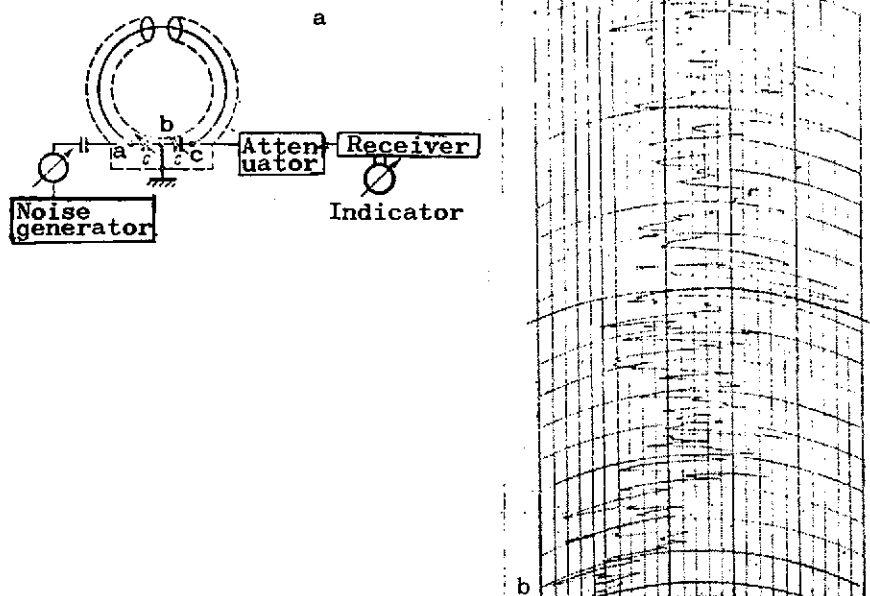 a
b
a
c
c
c
Atten
uator
Receiver
Indicator
Noise
generator
b